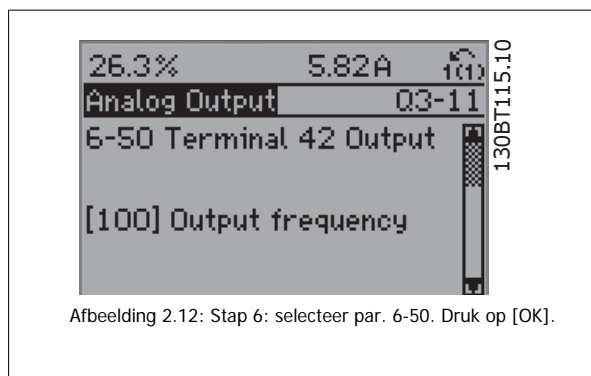 26.3% 5.82A 1(1)
Analog Output Q3-11
6-50 Terminal 42 Output
[100] Output frequency
130BT115.10
Afbeelding 2.12: Stap 6: selecteer par. 6-50. Druk op [OK].